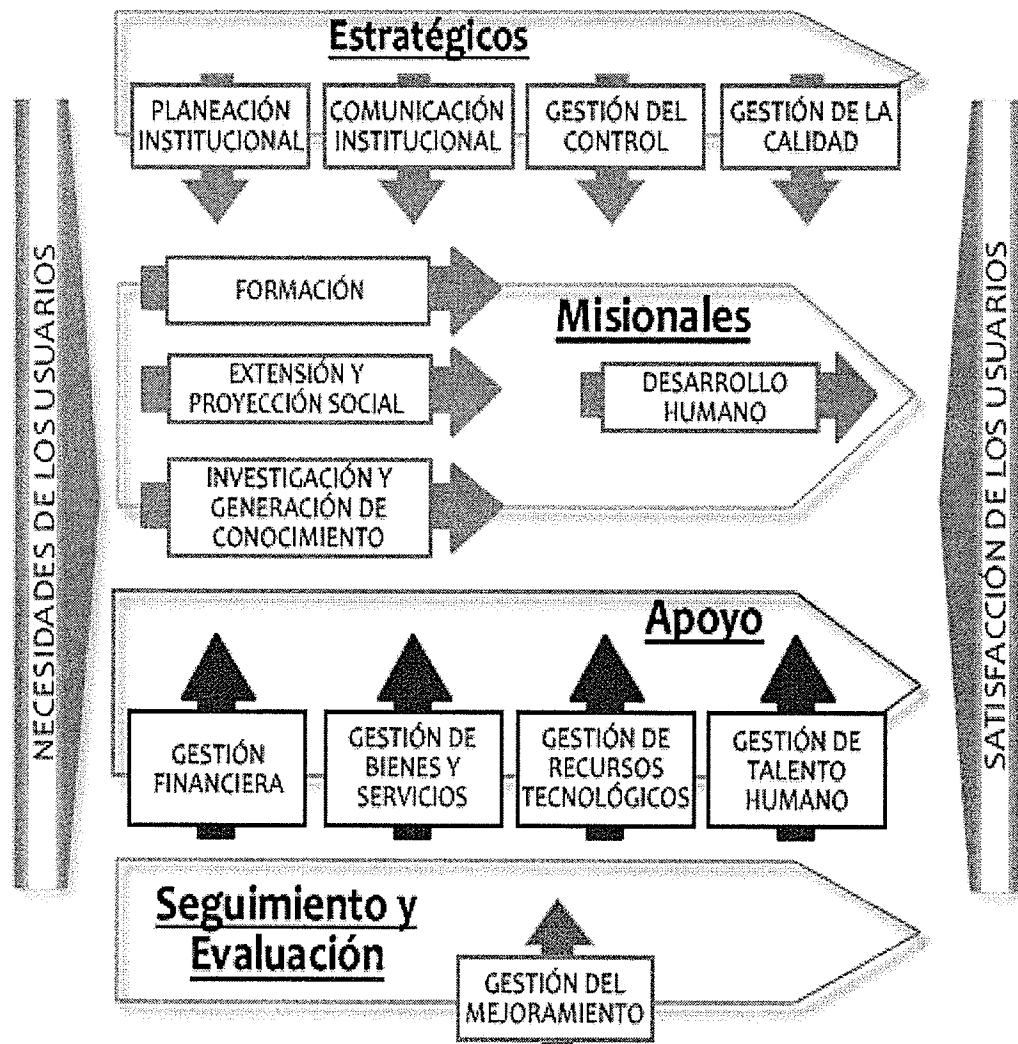 Estratégicos
PLANEACIÓN
INSTITUCIONAL
COMUNICACIÓN
INSTITUCIONAL
GESTIÓN DEL
CONTROL
GESTIÓN DE LA
CALIDAD
NECESIDADES DE LOS USUARIOS
FORMACIÓN
EXTENSIÓN Y
PROYECCIÓN SOCIAL
INVESTIGACIÓN Y
GENERACIÓN DE
CONOCIMIENTO
Misionales
DESARROLLO
HUMANO
SATISFACCIÓN DE LOS USUARIOS
Apoyo
GESTIÓN
FINANCIERA
GESTIÓN DE
BIENES Y
SERVICIOS
GESTIÓN DE
RECURSOS
TECNOLÓGICOS
GESTIÓN DE
TALENTO
HUMANO
Seguimiento y
Evaluación
GESTIÓN DEL
MEJORAMIENTO